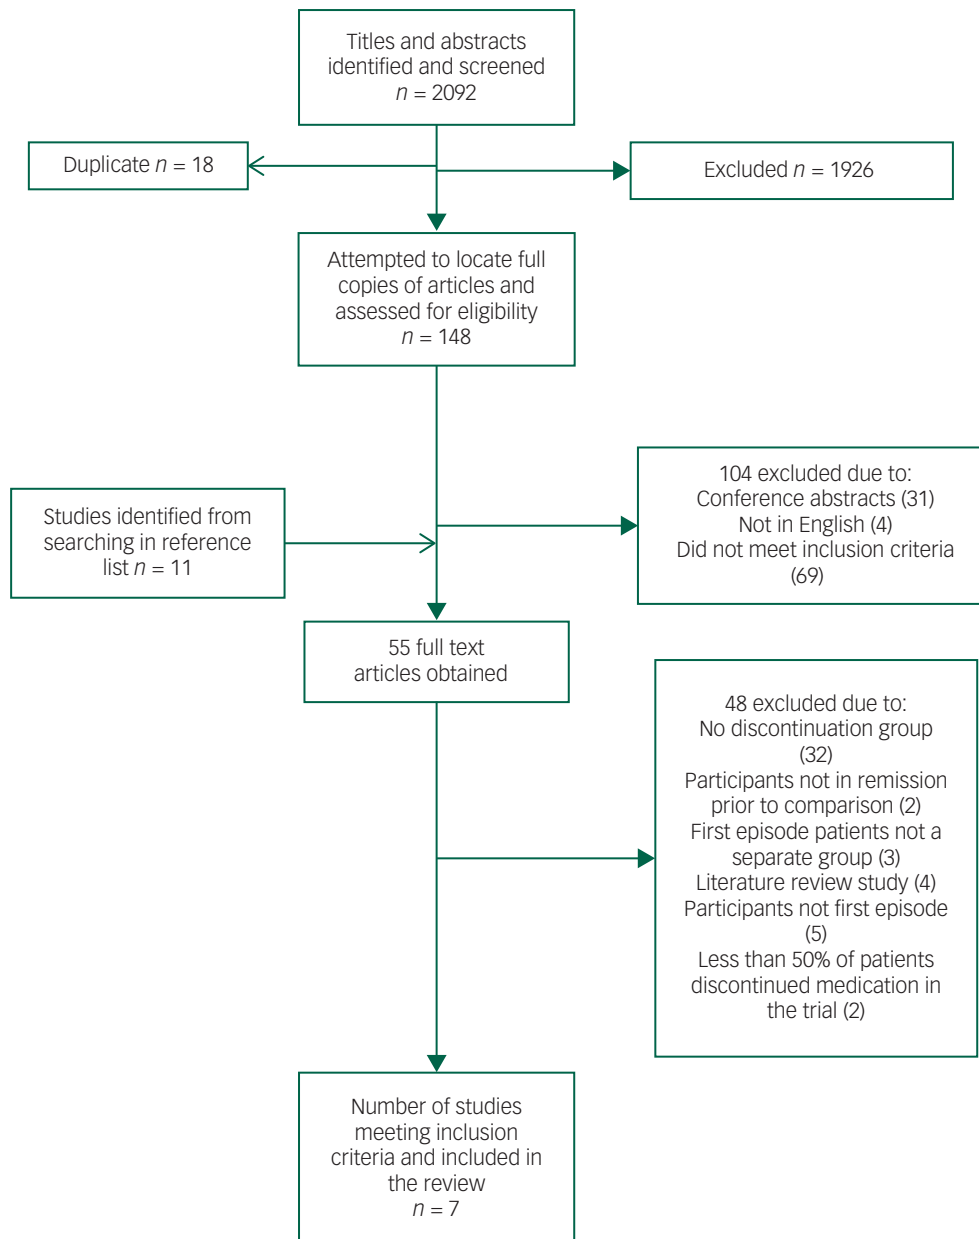 Titles and abstracts
identified and screened
n = 2092
Duplicate n = 18
Excluded n = 1926
Attempted to locate full
copies of articles and
assessed for eligibility
n = 148
Studies identified from
searching in reference
list n = 11
104 excluded due to:
Conference abstracts (31)
Not in English (4)
Did not meet inclusion criteria
(69)
55 full text
articles obtained
48 excluded due to:
No discontinuation group
(32)
Participants not in remission
prior to comparison (2)
First episode patients not a
separate group (3)
Literature review study (4)
Participants not first episode
(5)
Less than 50% of patients
discontinued medication in
the trial (2)
Number of studies
meeting inclusion
criteria and included in
the review
n = 7